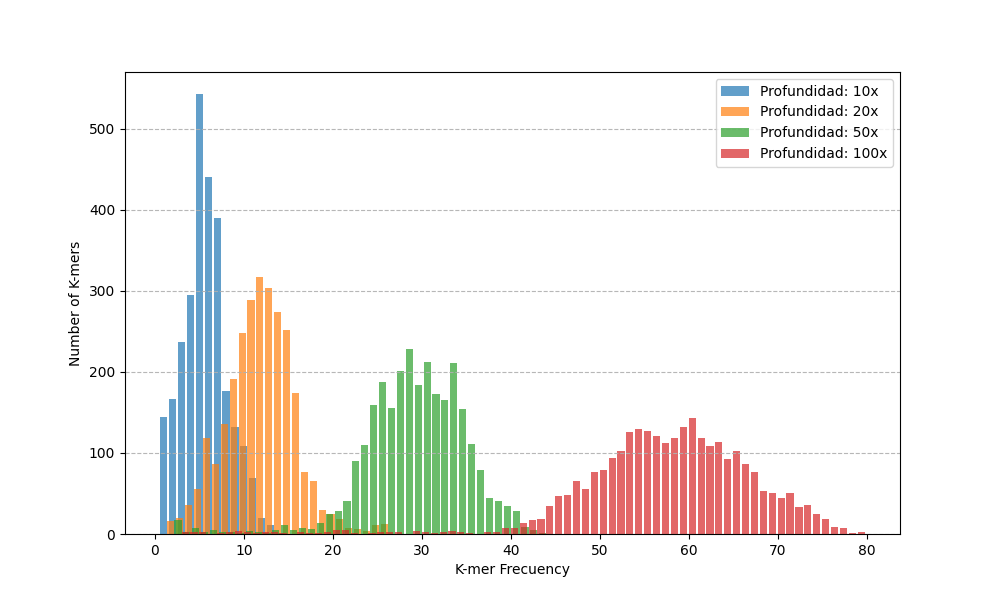 Profundidad: 10x
Profundidad: 20x
Profundidad: 50x
Profundidad: 100x
Number of K-mers
500
400
300
200
100
0
0 10 20 30 40 50 60 70 80
K-mer Frecuency